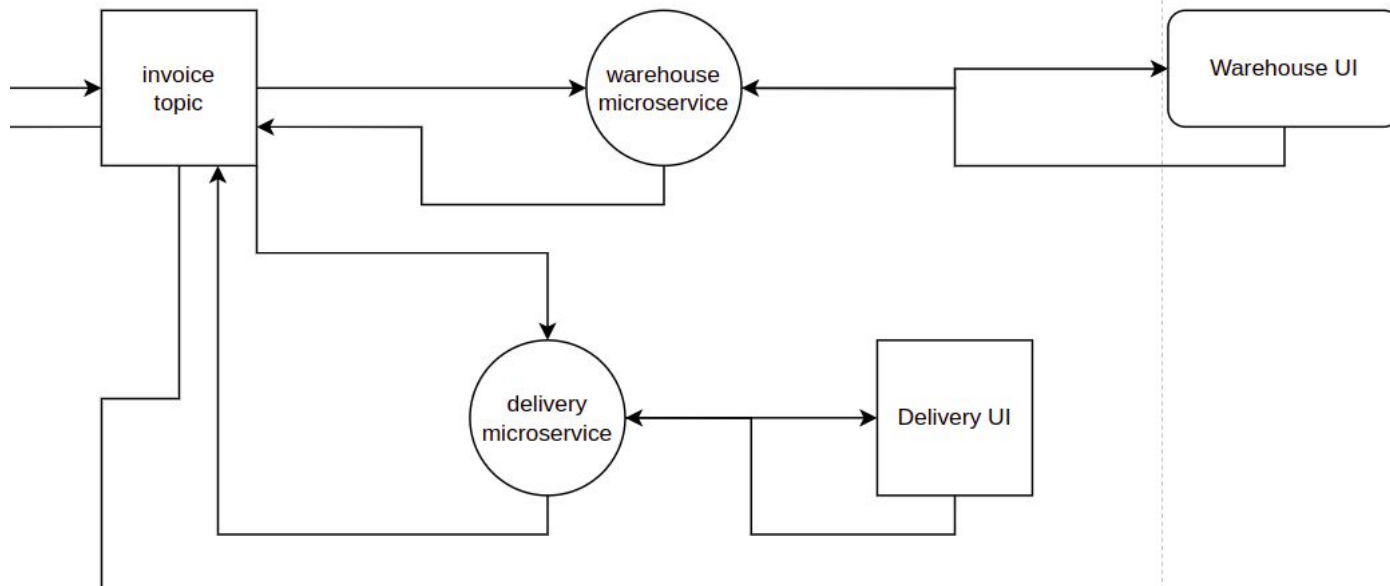 invoice
topic
warehouse
microservice
Warehouse UI
delivery
microservice
Delivery UI